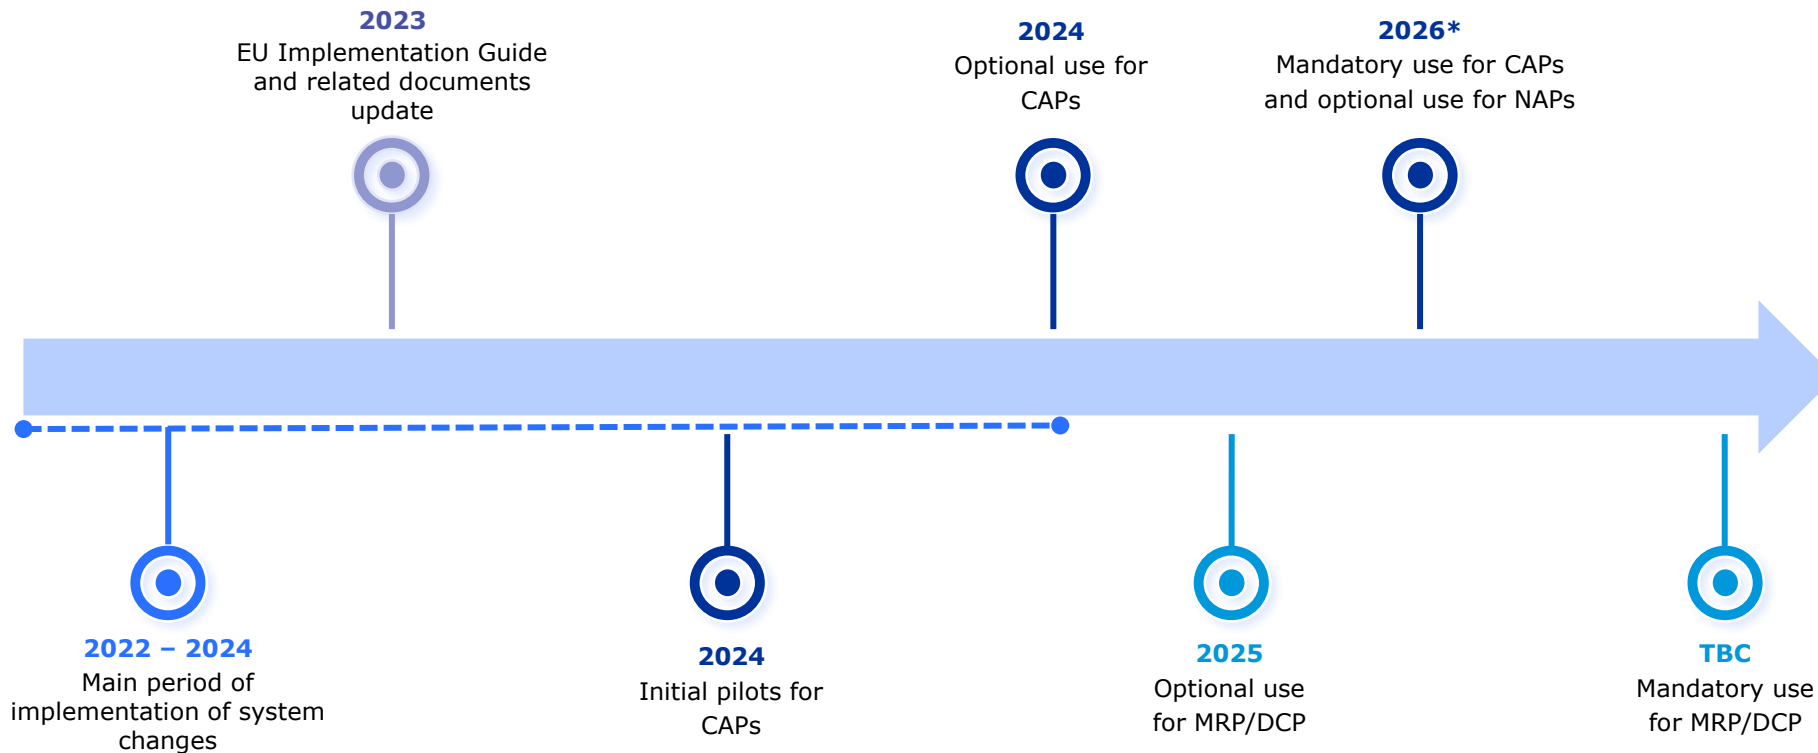 2023
EU Implementation Guide
and related documents
update
2024
Optional use for
CAPs
2026*
Mandatory use for CAPs
and optional use for NAPs
2022 – 2024
Main period of
implementation of system
changes
2024
Initial pilots for
CAPs
2025
Optional use
for MRP/DCP
TBC
Mandatory use
for MRP/DCP